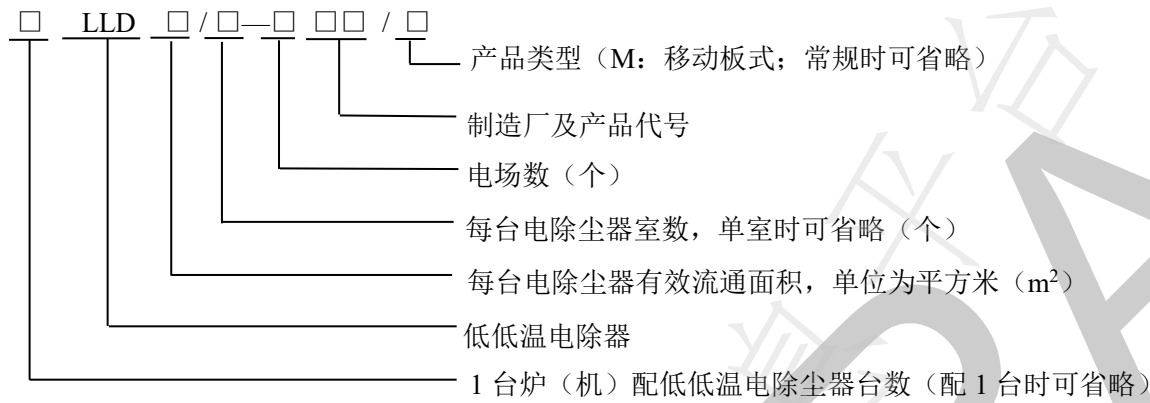 □ LLD □/□—□ □□ / □
产品类型（M：移动板式；常规时可省略）
制造厂及产品代号
电场数（个）
每台电除尘器室数，单室时可省略（个）
每台电除尘器有效流通面积，单位为平方米（m²）
低低温电除器
1 台炉（机）配低低温电除尘器台数（配 1 台时可省略）